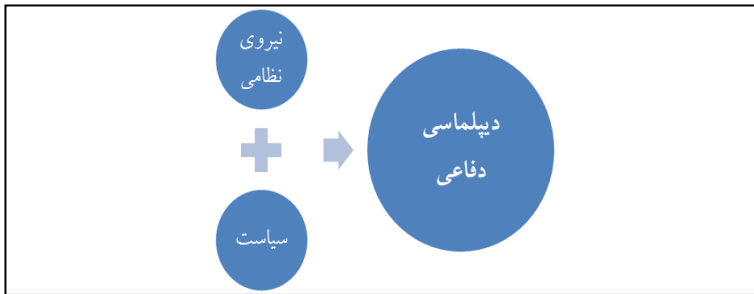 نیروی
نظامی
سیاست
دیپلماسی
دفاعی